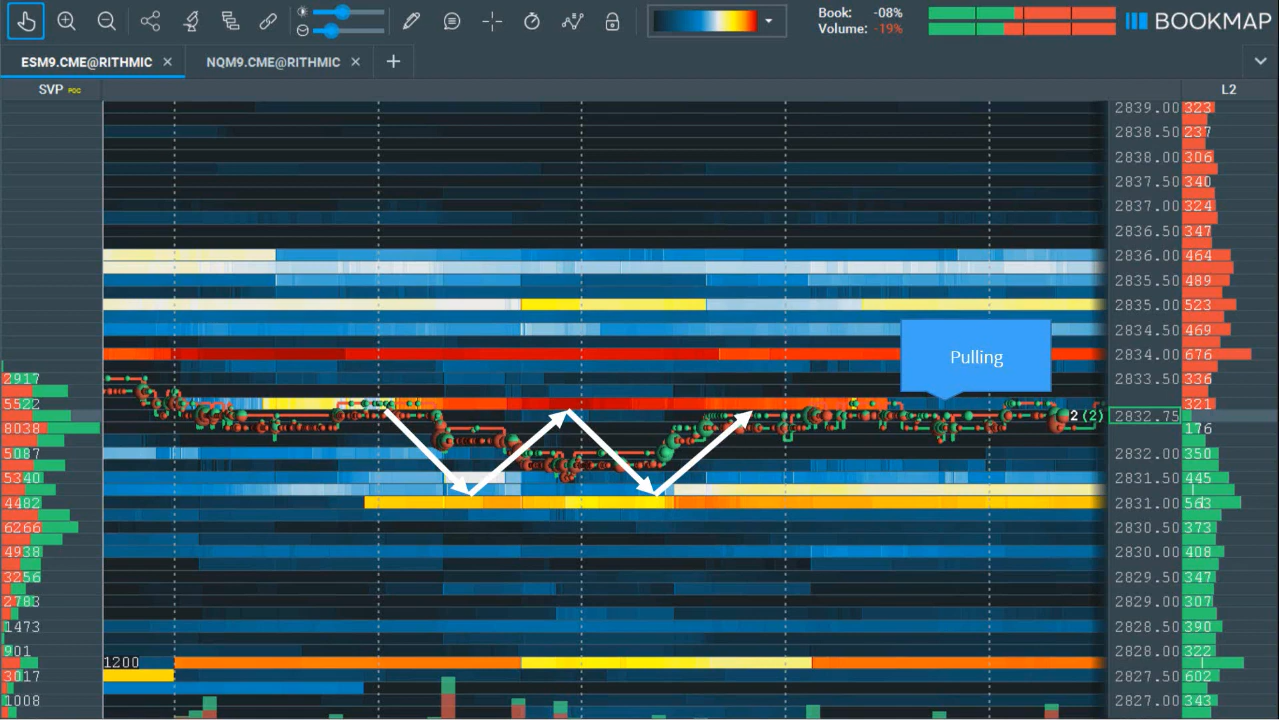 Book: -08%
Volume: -19%
BOOKMAP
ESM9.CME@RITHMIC × NQM9.CME@RITHMIC × +
SVP POC L2
2839.00 323
2838.50 237
2838.00 306
2837.50 340
2837.00 324
2836.50 347
2836.00 464
2835.50 489
2835.00 523
2834.50 469
Pulling
2834.00 676
2917 2833.50 336
5522 321
2 (2) 2832.75
8038 176
5087 2832.00 350
5340 2831.50 445
4482 2831.00 563
6266 2830.50 373
4938 2830.00 408
3256 2829.50 347
2783 2829.00 307
1473 2828.50 390
901 2828.00 322
1200
3017 2827.50 602
1008 2827.00 343